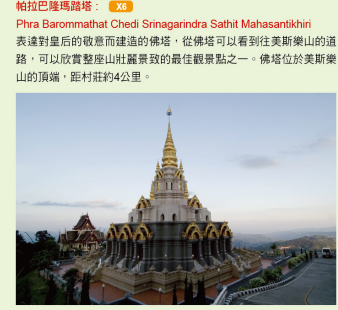 帕拉巴隆瑪踏塔： X6
Phra Barommathat Chedi Srinagarindra Sathit Mahasantikhiri
表達對皇后的敬意而建造的佛塔，從佛塔可以看到往美斯樂山的道
路，可以欣賞整座山壯麗景致的最佳觀景點之一。佛塔位於美斯樂
山的頂端，距村莊約4公里。